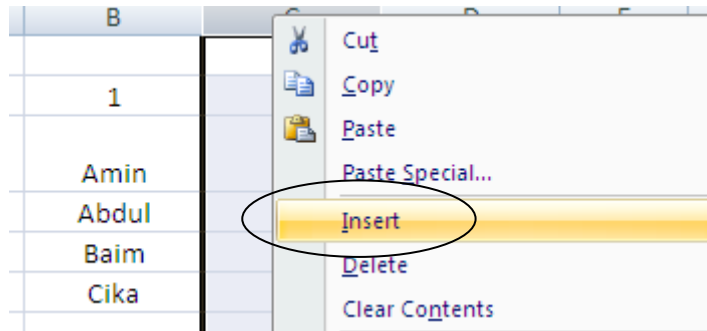 B
Cut
1
Copy
Paste
Amin
Paste Special...
Abdul
Insert
Baim
Delete
Cika
Clear Contents